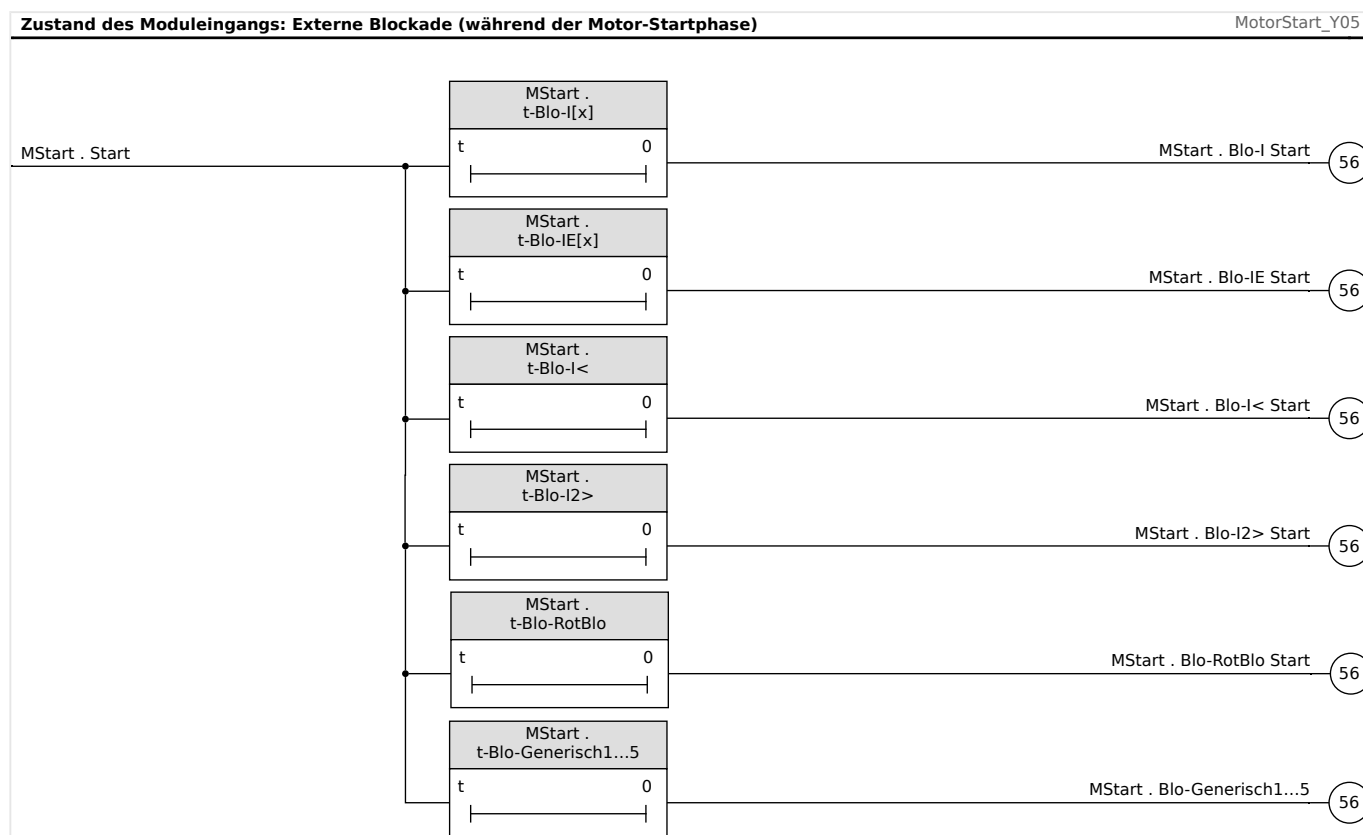 Zustand des Moduleingangs: Externe Blockade (während der Motor-Startphase)
MotorStart_Y05
MStart .
t-Blo-I[x]
MStart . Start
t 0
MStart . Blo-I Start
56
MStart .
t-Blo-IE[x]
t 0
MStart . Blo-IE Start
56
MStart .
t-Blo-I<
t 0
MStart . Blo-I< Start
56
MStart .
t-Blo-I2>
t 0
MStart . Blo-I2> Start
56
MStart .
t-Blo-RotBlo
t 0
MStart . Blo-RotBlo Start
56
MStart .
t-Blo-Generisch1...5
t 0
MStart . Blo-Generisch1...5
56